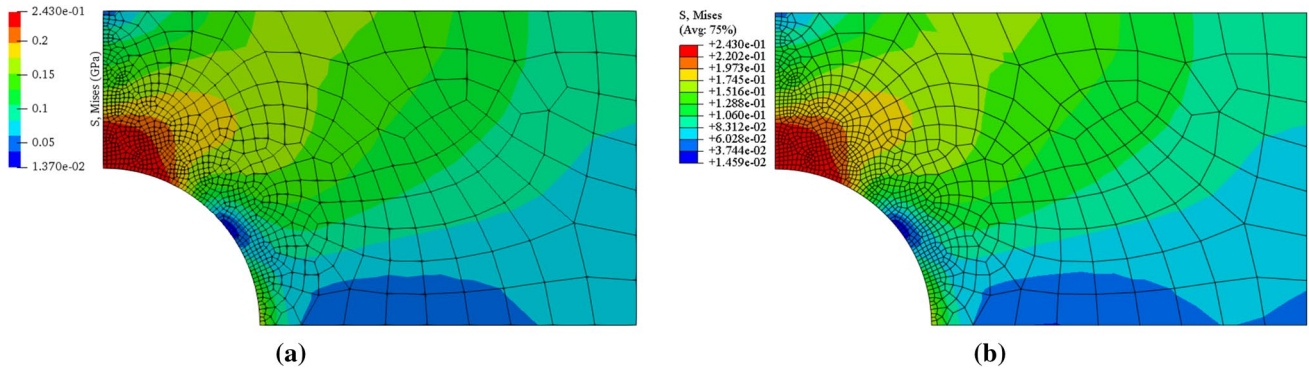 2.430e-01
0.2
0.15
0.1
0.05
1.370e-02
S, Mises (GPa)
(a)
S, Mises
(Avg: 75%)
+2.430e-01
+2.202e-01
+1.973e-01
+1.745e-01
+1.516e-01
+1.288e-01
+1.060e-01
+8.312e-02
+6.028e-02
+3.744e-02
+1.459e-02
(b)